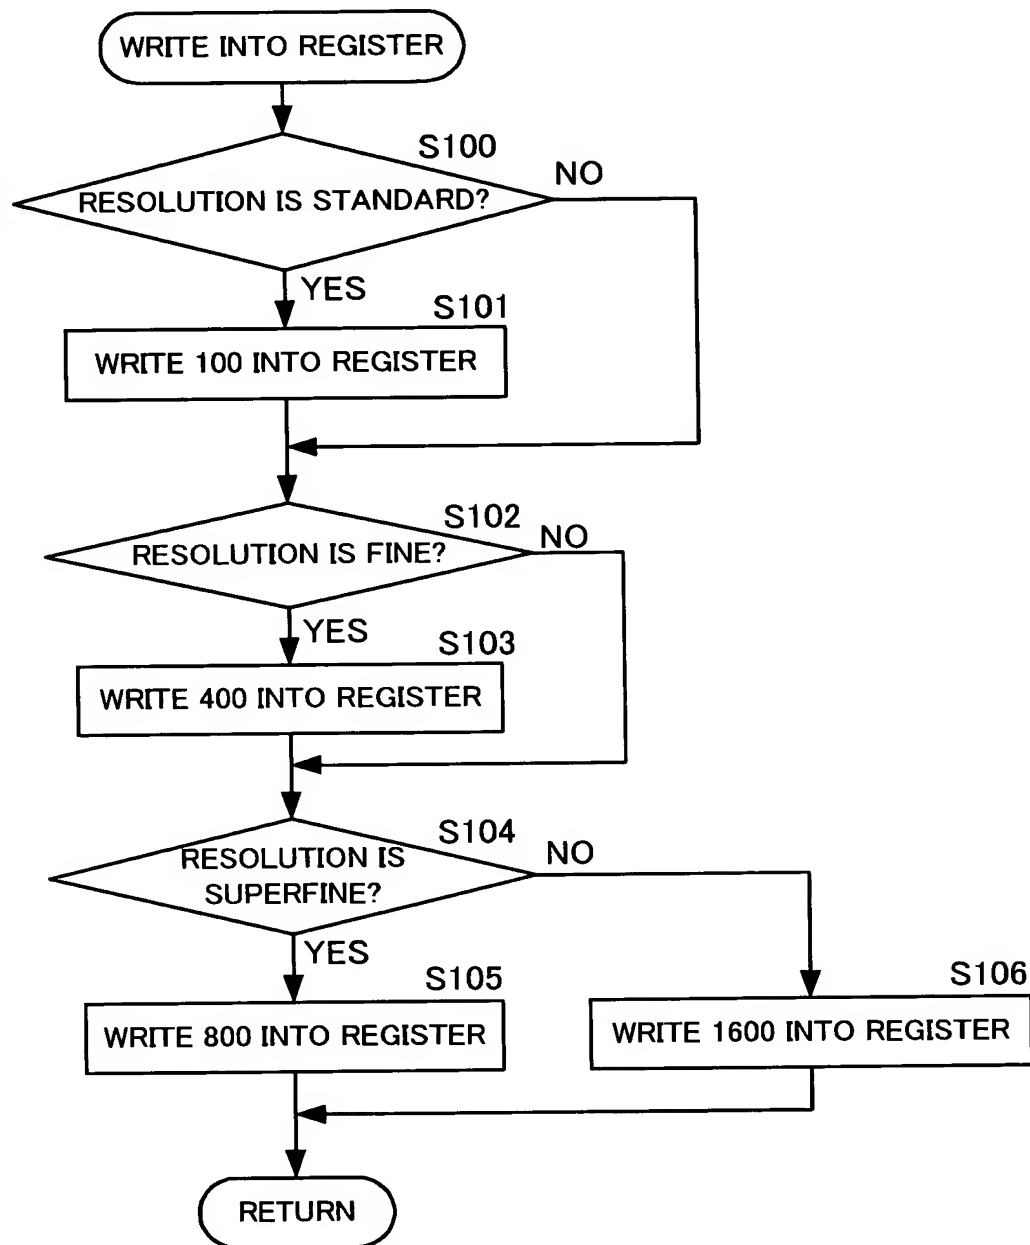 WRITE INTO REGISTER
S100
NO
RESOLUTION IS STANDARD?
YES
S101
WRITE 100 INTO REGISTER
S102
NO
RESOLUTION IS FINE?
YES
S103
WRITE 400 INTO REGISTER
S104
NO
RESOLUTION IS
SUPERFINE?
YES
S105
S106
WRITE 800 INTO REGISTER
WRITE 1600 INTO REGISTER
RETURN